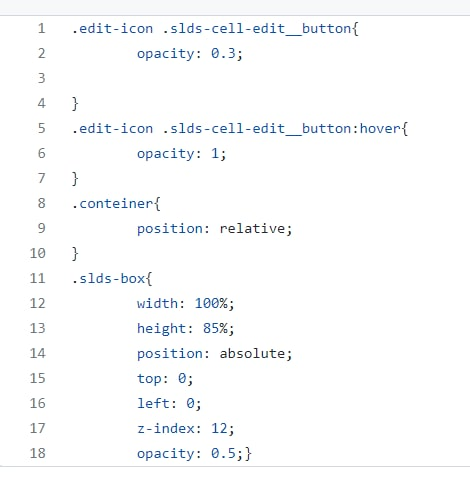 1 .edit-icon .slds-cell-edit__button{
2 opacity: 0.3;
3
4 }
5 .edit-icon .slds-cell-edit__button:hover{
6 opacity: 1;
7 }
8 .conteiner{
9 position: relative;
10 }
11 .slds-box{
12 width: 100%;
13 height: 85%;
14 position: absolute;
15 top: 0;
16 left: 0;
17 z-index: 12;
18 opacity: 0.5;}